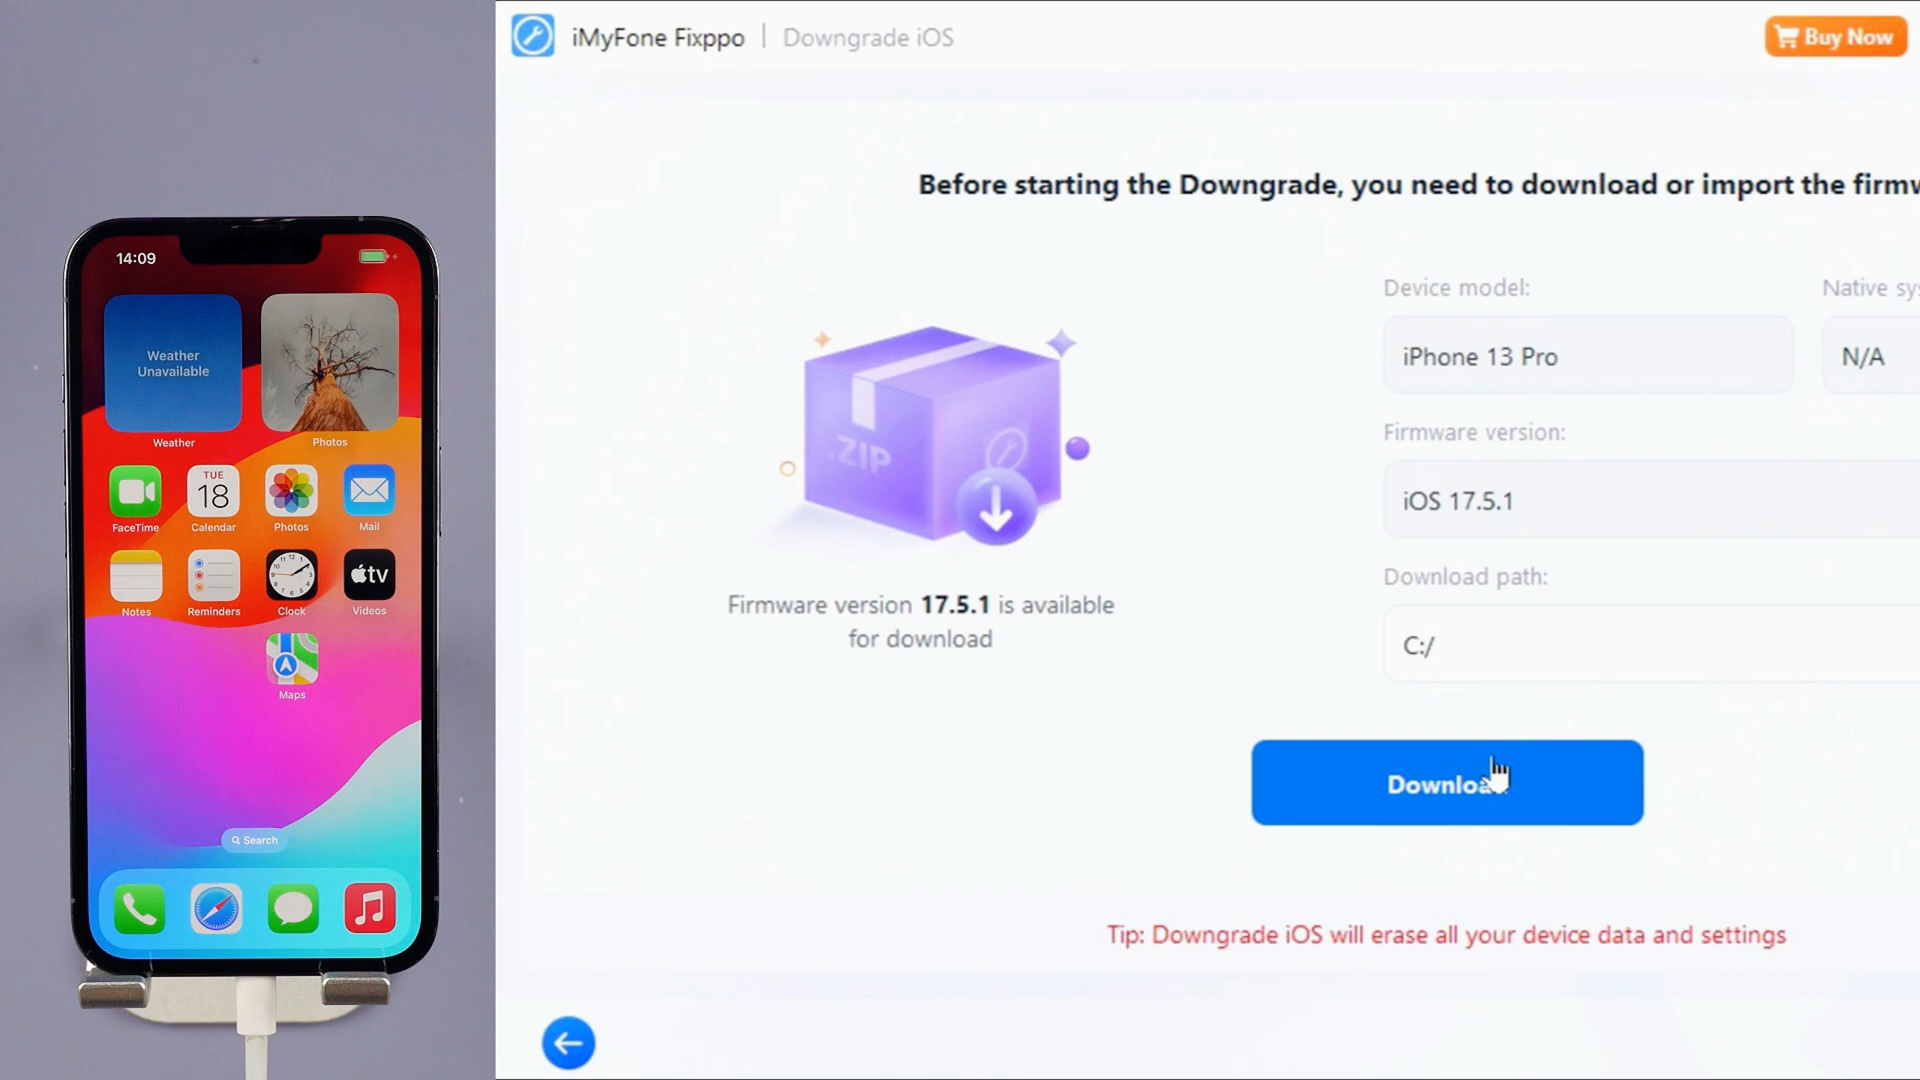 iMyFone Fixppo | Downgrade iOS
Buy Now
Before starting the Downgrade, you need to download or import the
Device model:
Native
iPhone 13 Pro
N/A
Firmware version:
iOS 17.5.1
Download path:
C:/
.ZIP
Firmware version 17.5.1 is available
for download
Tip: Downgrade iOS will erase all your device data and settings
14:09
Weather
Unavailable
Weather
Photos
TUE
18
FaceTime
Calendar
Photos
Mail
tv
Notes
Reminders
Clock
Videos
Maps
Search